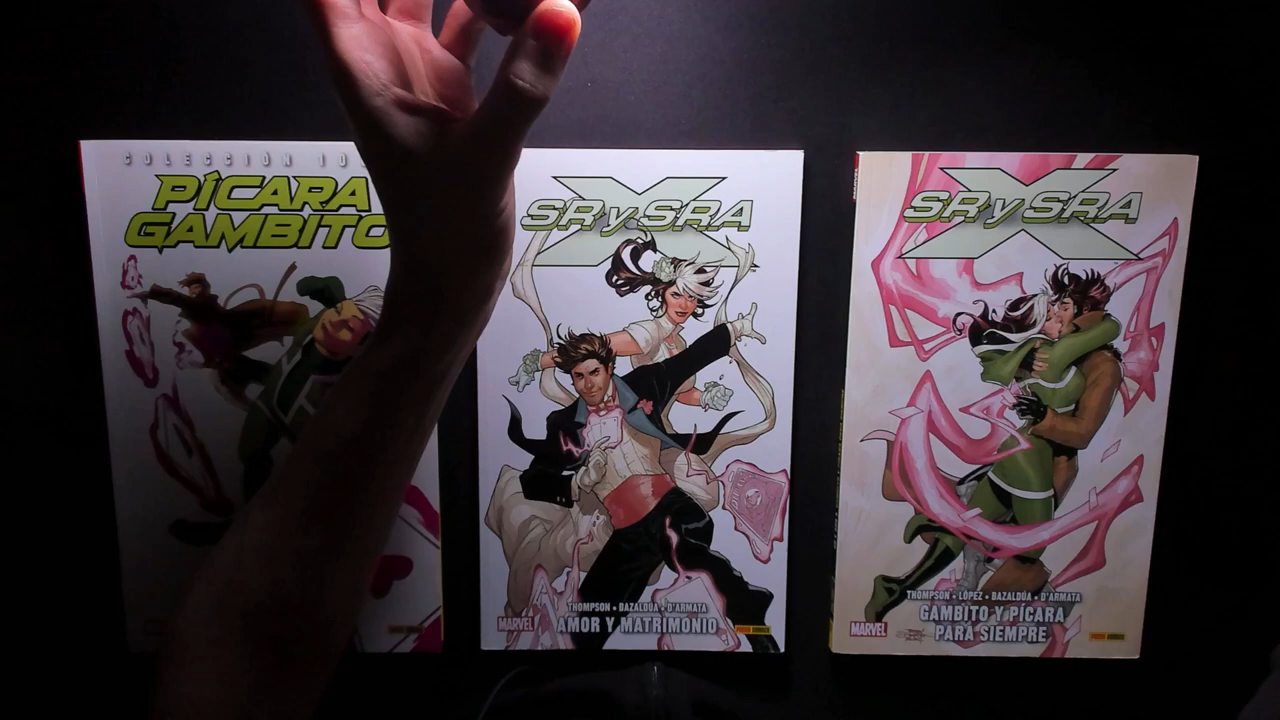 COLECCIÓN 10
PÍCARA
GAMBITO
X
SR y SRA
THOMPSON • BAZALDÚA • D'ARMATA
MARVEL
AMOR Y MATRIMONIO
PANINI COMICS
MARVEL
X
SR y SRA
THOMPSON • LÓPEZ • BAZALDÚA • D'ARMATA
GAMBITO Y PÍCARA
PARA SIEMPRE
MARVEL
PANINI COMICS